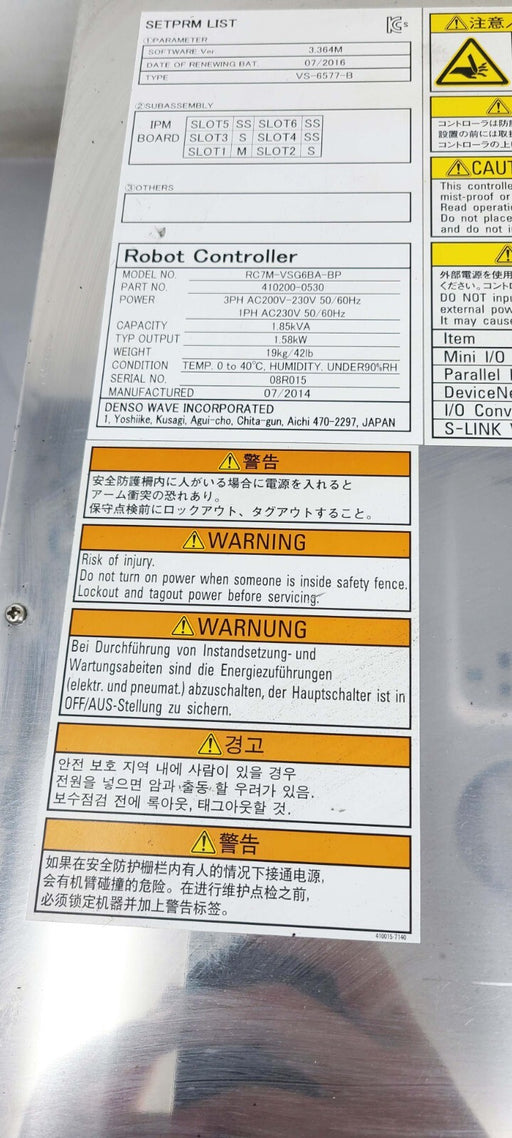 SETPRM LIST
①PARAMETER
SOFTWARE Ver. 3.364M
DATE OF RENEWING BAT. 07/2016
TYPE VS-6577-B
②SUBASSEMBLY
IPM BOARD
SLOT5 SS SLOT6 SS
SLOT3 S SLOT4 SS
SLOT1 M SLOT2 S
③OTHERS
Robot Controller
MODEL NO. RC7M-VSG6BA-BP
PART NO. 410200-0530
POWER 3PH AC200V-230V 50/60Hz
1PH AC230V 50/60Hz
CAPACITY 1.85kVA
TYP OUTPUT 1.58kW
WEIGHT 19kg/42lb
CONDITION TEMP. 0 to 40℃, HUMIDITY. UNDER90%RH
SERIAL NO. 08R015
MANUFACTURED 07/2014
DENSO WAVE INCORPORATED
1, Yoshiike, Kusagi, Agui-cho, Chita-gun, Aichi 470-2297, JAPAN
警告
安全防護柵内に人がいる場合に電源を入れると
アーム衝突の恐れあり。
保守点検前にロックアウト、タグアウトすること。
WARNING
Risk of injury.
Do not turn on power when someone is inside safety fence.
Lockout and tagout power before servicing.
WARNUNG
Bei Durchführung von Instandsetzung-und
Wartungsabeiten sind die Energiezuführungen
(elektr. und pneumat.) abzuschalten, der Hauptschalter ist in
OFF/AUS-Stellung zu sichern.
경고
안전 보호 지역 내에 사람이 있을 경우
전원을 넣으면 암과 출동 할 우려가 있음.
보수점검 전에 록아웃, 태그아웃할 것.
警告
如果在安全防护栅栏内有人的情况下接通电源,
会有机臂碰撞的危险。在进行维护点检之前,
必须锁定机器并加上警告标签。
410015-7140
注意
コントローラは防
設置の前には取
コントローラの上
CAUT
This controlle
mist-proof or
Read operati
Do not place
and do not i
外部電源を使用
ください。コント
DO NOT inpu
external pow
It may cause
Item
Mini I/O
Parallel
DeviceNe
I/O Conv
S-LINK